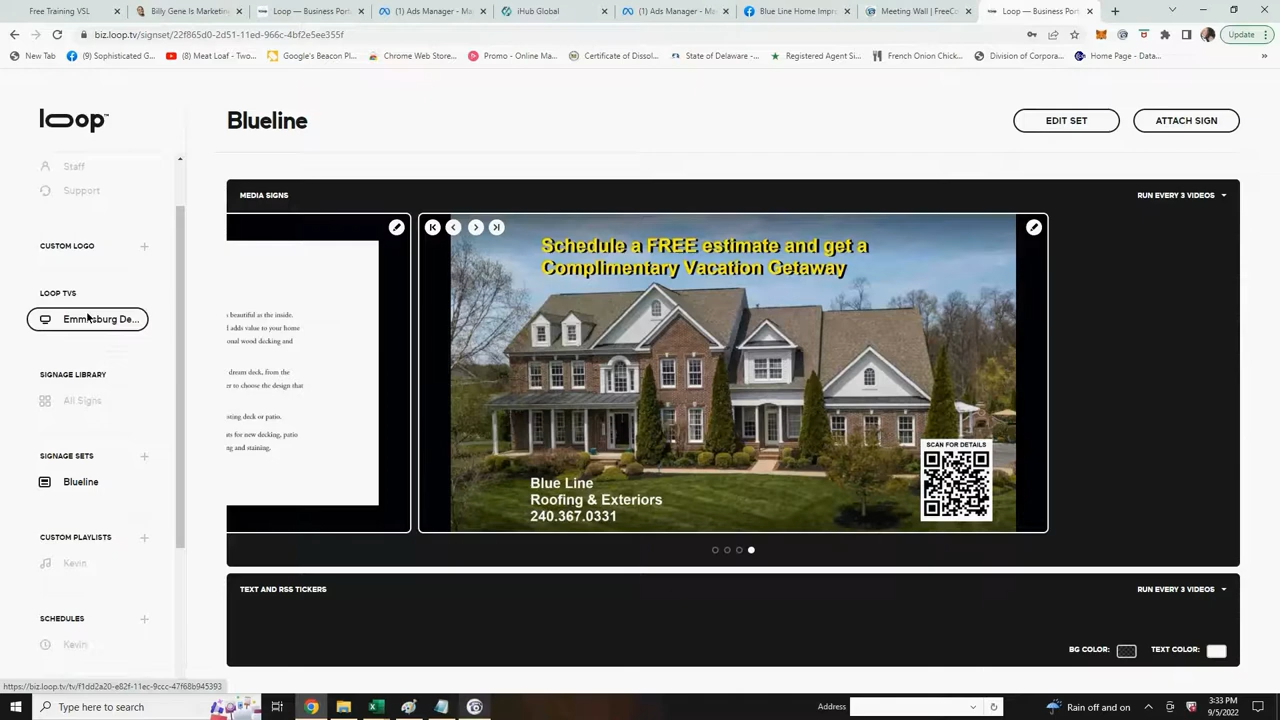 Free Training VSL
Billy Gene Is Marketin
Loop — Business Port
(1) Ads Manager - Ma
iHub Global
(1) Ads Manager - M
Blue Line Home Impr
Meeting Wall | FreeCo
Loop — Business Port
biz.loop.tv/signset/22f865d0-2d51-11ed-966c-4bf2e5ee355f
Update
New Tab
(9) Sophisticated G...
Meat Loaf - Two...
Google's Beacon Pl...
Chrome Web Store...
Promo - Online Ma...
Certificate of Dissol...
State of Delaware -...
Registered Agent Si...
French Onion Chick...
Division of Corpora...
Home Page - Data...
loop™
Blueline
EDIT SET
ATTACH SIGN
Staff
Support
CUSTOM LOGO
LOOP TVS
Emmitsburg De...
SIGNAGE LIBRARY
All Signs
SIGNAGE SETS
Blueline
CUSTOM PLAYLISTS
Kevin
SCHEDULES
Kevin
MEDIA SIGNS
RUN EVERY 3 VIDEOS
s beautiful as the inside.
l adds value to your home
onal wood decking and
dream deck, from the
er to choose the design that
isting deck or patio.
ns for new decking, patio
ng and staining.
Schedule a FREE estimate and get a
Complimentary Vacation Getaway
Blue Line
Roofing & Exteriors
240.367.0331
SCAN FOR DETAILS
TEXT AND RSS TICKERS
RUN EVERY 3 VIDEOS
BG COLOR:
TEXT COLOR:
https://biz.loop.tv/tv/f1dd2a20-e82f-11ec-9ccc-47f68b945393
Type here to search
Address
Rain off and on
3:33 PM
9/5/2022